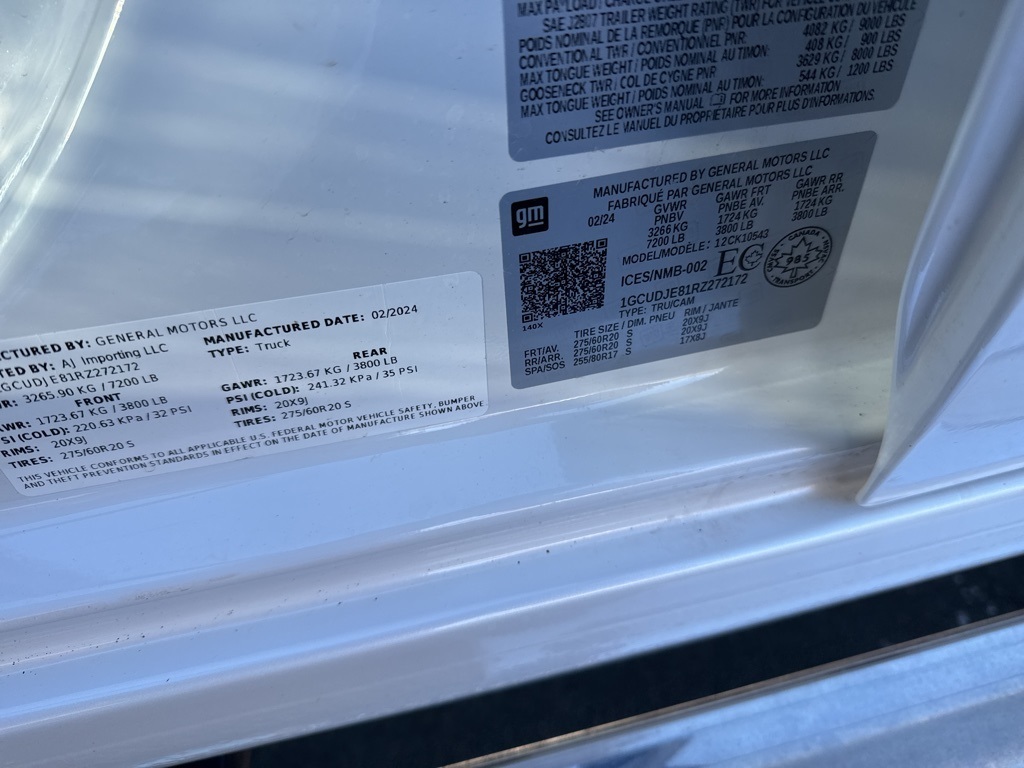 MAX PAYLOAD / CHARGE
SAE J2807 TRAILER WEIGHT RATING (TWR) FOR VEHICLE
POIDS NOMINAL DE LA REMORQUE (PNR) POUR LA CONFIGURATION DU VÉHICULE
CONVENTIONAL TWR / CONVENTIONNEL PNR: 4082 KG / 9000 LBS
MAX TONGUE WEIGHT / POIDS NOMINAL AU TIMON: 408 KG / 900 LBS
GOOSENECK TWR / COL DE CYGNE PNR 3629 KG / 8000 LBS
MAX TONGUE WEIGHT / POIDS NOMINAL AU TIMON: 544 KG / 1200 LBS
SEE OWNER'S MANUAL FOR MORE INFORMATION
CONSULTEZ LE MANUEL DU PROPRIÉTAIRE POUR PLUS D'INFORMATIONS.
gm
MANUFACTURED BY GENERAL MOTORS LLC
FABRIQUÉ PAR GENERAL MOTORS LLC
02/24 GVWR GAWR FRT GAWR RR
PNBV PNBE AV. PNBE ARR.
3266 KG 1724 KG 1724 KG
7200 LB 3800 LB 3800 LB
MODEL/MODÈLE: 12CK10543
ICES/NMB-002 EC
CANADA
985
TRANSPORT
1GCUDJE81RZ272172
TYPE: TRU/CAM
140X
TIRE SIZE / DIM. PNEU RIM / JANTE
FRT/AV. 275/60R20 S 20X9J
RR/ARR. 275/60R20 S 20X9J
SPA/SOS 255/80R17 S 17X8J
ACTURED BY: GENERAL MOTORS LLC
TED BY: AJ Importing LLC
GCUDJE81RZ272172
R: 3265.90 KG / 7200 LB
FRONT
AWR: 1723.67 KG / 3800 LB
SI (COLD): 220.63 KPa / 32 PSI
RIMS: 20X9J
TIRES: 275/60R20 S
MANUFACTURED DATE: 02/2024
TYPE: Truck
REAR
GAWR: 1723.67 KG / 3800 LB
PSI (COLD): 241.32 KPa / 35 PSI
RIMS: 20X9J
TIRES: 275/60R20 S
THIS VEHICLE CONFORMS TO ALL APPLICABLE U.S. FEDERAL MOTOR VEHICLE SAFETY, BUMPER
AND THEFT PREVENTION STANDARDS IN EFFECT ON THE DATE OF MANUFACTURE SHOWN ABOVE